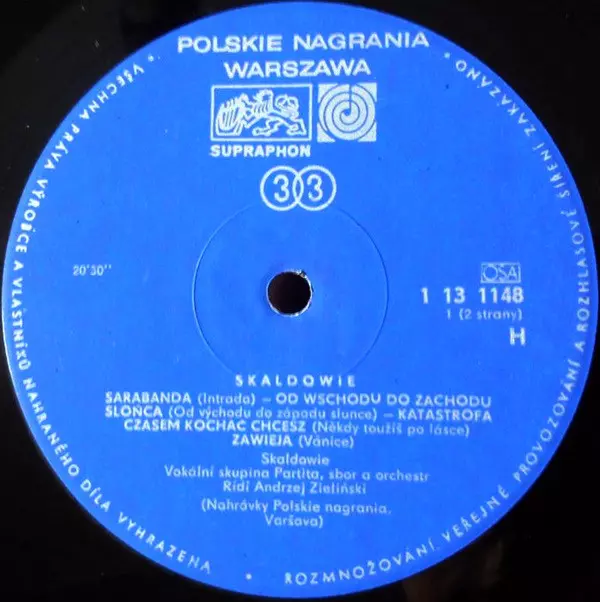 POLSKIE NAGRANIA
WARSZAWA
SUPRAPHON
33
20'30''
OSA
1 13 1148
1 (2 strany)
H
SKALDOWIE
SARABANDA (Intrada) – OD WSCHODU DO ZACHODU
SŁOŃCA (Od východu do západu slunce) – KATASTROFA
CZASEM KOCHAĆ CHCESZ (Někdy toužíš po lásce)
ZAWIEJA (Vánice)
Skaldowie
Vokální skupina Partita, sbor a orchestr
Řídí Andrzej Zieliński
(Nahrávky Polskie nagrania,
Varšava)
• VŠECHNA PRÁVA VÝROBCE A VLASTNÍKŮ NAHRANÉHO DÍLA VYHRAZENA •
ROZMNOŽOVÁNÍ, VEŘEJNÉ PROVOZOVÁNÍ A ROZHLASOVÉ ŠÍŘENÍ ZAKÁZÁNO •